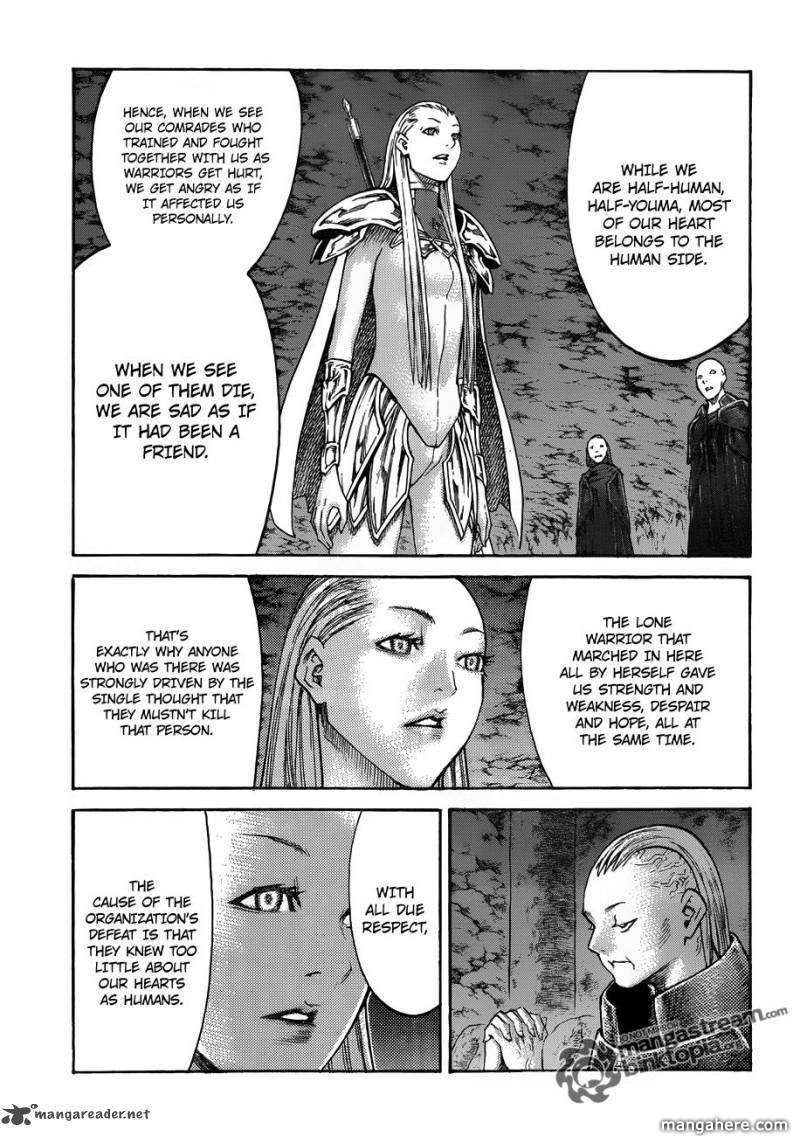 WHILE WE
ARE HALF-HUMAN,
HALF-YOUMA, MOST
OF OUR HEART
BELONGS TO THE
HUMAN SIDE.
HENCE, WHEN WE SEE
OUR COMRADES WHO
TRAINED AND FOUGHT
TOGETHER WITH US AS
WARRIORS GET HURT,
WE GET ANGRY AS IF
IT AFFECTED US
PERSONALLY.
WHEN WE SEE
ONE OF THEM DIE,
WE ARE SAD AS IF
IT HAD BEEN A
FRIEND.
THE LONE
WARRIOR THAT
MARCHED IN HERE
ALL BY HERSELF GAVE
US STRENGTH AND
WEAKNESS, DESPAIR
AND HOPE, ALL AT
THE SAME TIME.
THAT'S
EXACTLY WHY ANYONE
WHO WAS THERE WAS
STRONGLY DRIVEN BY THE
SINGLE THOUGHT THAT
THEY MUSTN'T KILL
THAT PERSON.
WITH
ALL DUE
RESPECT,
THE
CAUSE OF THE
ORGANIZATION'S
DEFEAT IS THAT
THEY KNEW TOO
LITTLE ABOUT
OUR HEARTS
AS HUMANS.
mangastream.com
binktopia.
mangareader.net
mangahere.com